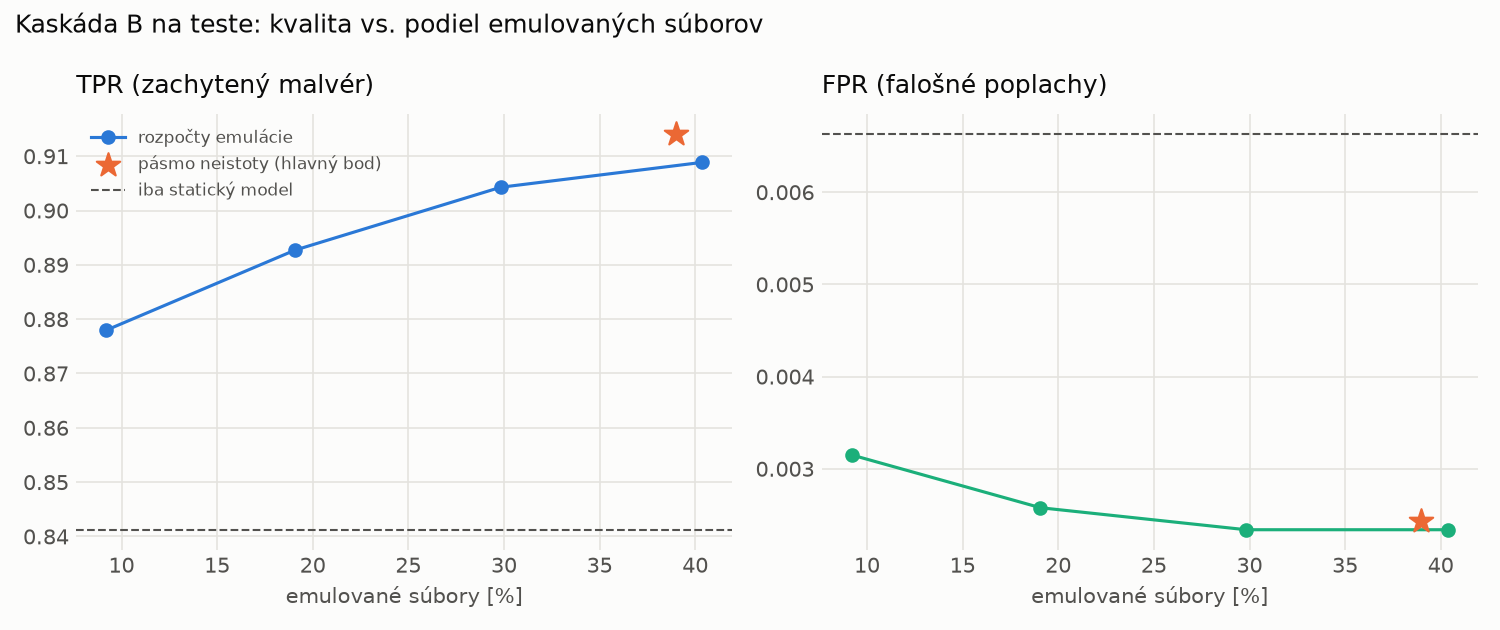 Kaskáda B na teste: kvalita vs. podiel emulovaných súborov
TPR (zachytený malvér)
rozpočty emulácie
pásmo neistoty (hlavný bod)
iba statický model
0.91
0.90
0.89
0.88
0.87
0.86
0.85
0.84
10 15 20 25 30 35 40
emulované súbory [%]
FPR (falošné poplachy)
0.006
0.005
0.004
0.003
10 15 20 25 30 35 40
emulované súbory [%]